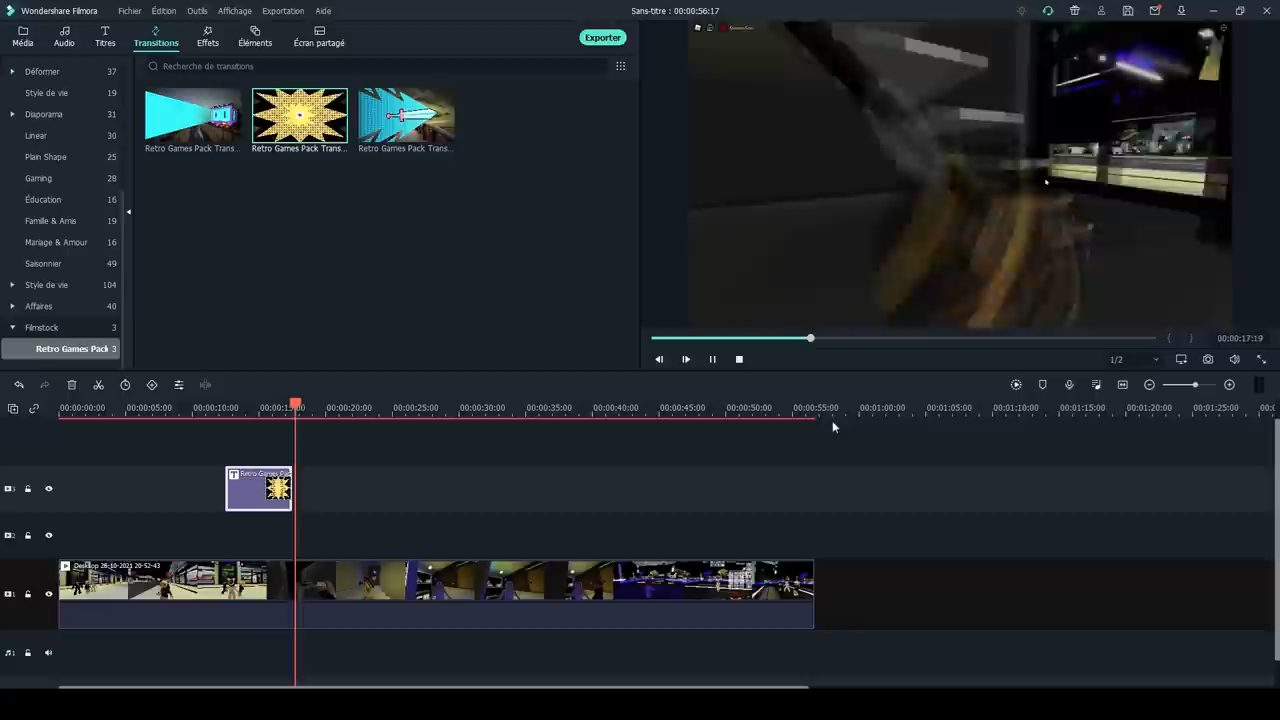 Wondershare Filmora Fichier Édition Outils Affichage Exportation Aide Sans-titre : 00:00:56:17
Média Audio Titres Transitions Effets Éléments Écran partagé Exporter
Recherche de transitions
Déformer 37
Style de vie 19
Diaporama 31
Linear 30
Plain Shape 25
Gaming 28
Éducation 16
Famille & Amis 19
Mariage & Amour 16
Saisonnier 49
Style de vie 104
Affaires 40
Filmstock 3
Retro Games Pack 3
Retro Games Pack Trans... Retro Games Pack Trans... Retro Games Pack Trans...
00:00:17:19
1/2
00:00:00:00 00:00:05:00 00:00:10:00 00:00:15:00 00:00:20:00 00:00:25:00 00:00:30:00 00:00:35:00 00:00:40:00 00:00:45:00 00:00:50:00 00:00:55:00 00:01:00:00 00:01:05:00 00:01:10:00 00:01:15:00 00:01:20:00 00:01:25:00
3
Retro Games Pac
2
1
Desktop 26-10-2021 20-52-43
1